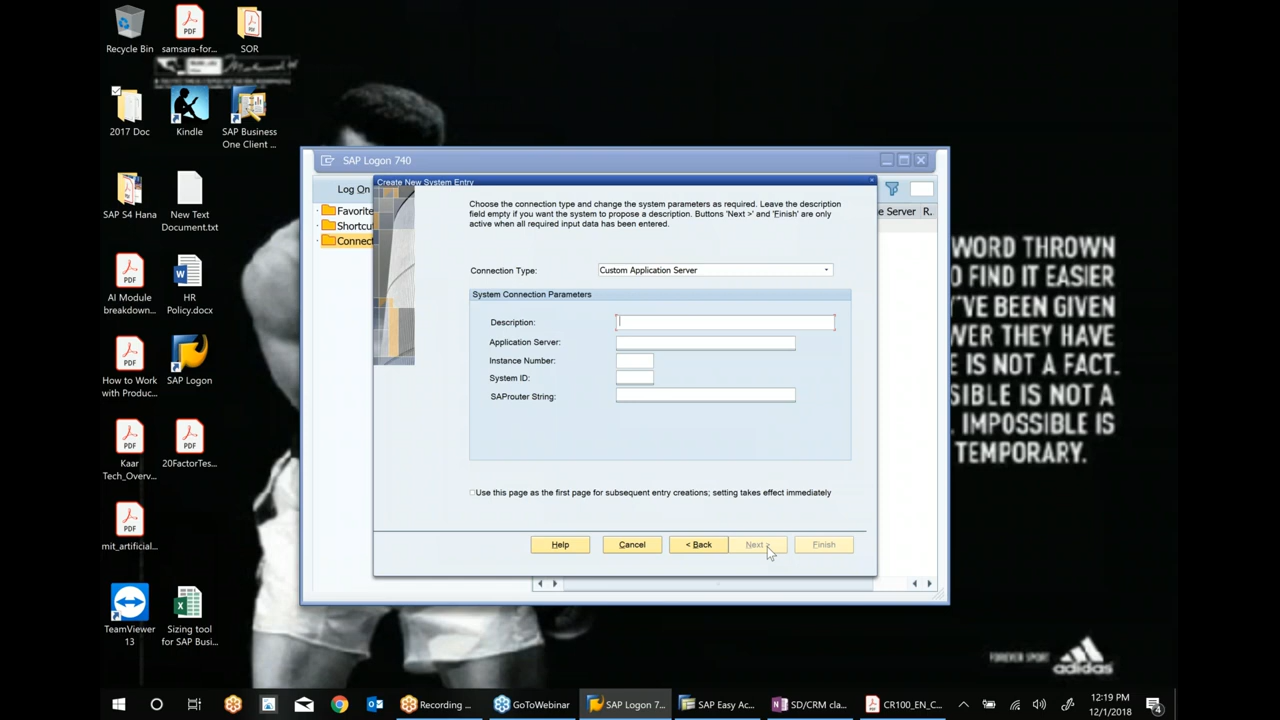 Recycle Bin
samsara-for...
SOR
2017 Doc
Kindle
SAP Business
One Client ...
SAP S4 Hana
New Text
Document.txt
AI Module
breakdown...
HR
Policy.docx
How to Work
with Produc...
SAP Logon
Kaar
Tech_Overv...
20FactorTes...
mit_artificial...
TeamViewer
13
Sizing tool
for SAP Busi...
SAP Logon 740
Log On
Favorite
Shortcu
Connect
e Server
R.
Create New System Entry
Choose the connection type and change the system parameters as required. Leave the description
field empty if you want the system to propose a description. Buttons 'Next >' and 'Finish' are only
active when all required input data has been entered.
Connection Type:
Custom Application Server
System Connection Parameters
Description:
Application Server:
Instance Number:
System ID:
SAProuter String:
Use this page as the first page for subsequent entry creations; setting takes effect immediately
Help
Cancel
< Back
Next >
Finish
WORD THROWN
O FIND IT EASIER
Y'VE BEEN GIVEN
WER THEY HAVE
E IS NOT A FACT.
SIBLE IS NOT A
. IMPOSSIBLE IS
TEMPORARY.
FOREVER SPORT
adidas
Recording ...
GoToWebinar
SAP Logon 7...
SAP Easy Ac...
SD/CRM cla...
CR100_EN_C...
12:19 PM
12/1/2018
4